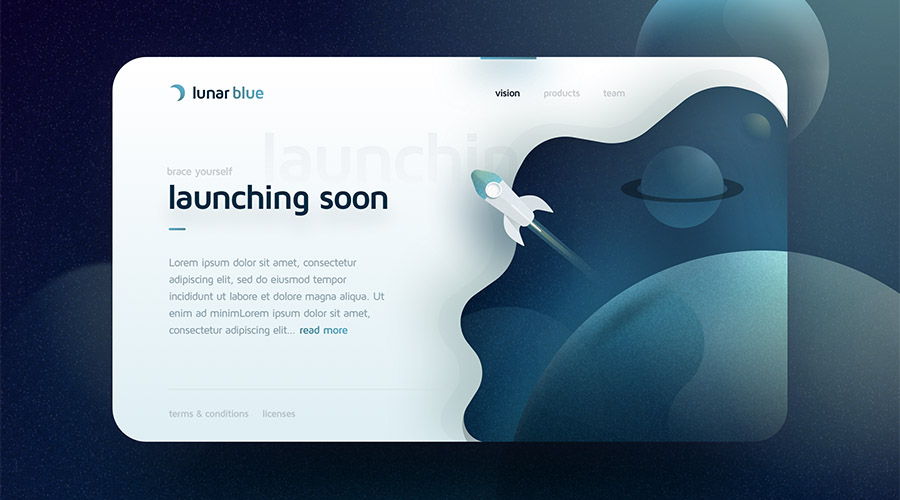 lunar blue
vision products team
launching
brace yourself
launching soon
Lorem ipsum dolor sit amet, consectetur
adipiscing elit, sed do eiusmod tempor
incididunt ut labore et dolore magna aliqua. Ut
enim ad minimLorem ipsum dolor sit amet,
consectetur adipiscing elit... read more
terms & conditions licenses